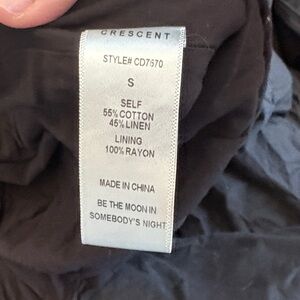 CRESCENT
STYLE# CD7670
S
SELF
55% COTTON
45% LINEN
LINING
100% RAYON
MADE IN CHINA
BE THE MOON IN
SOMEBODY'S NIGHT